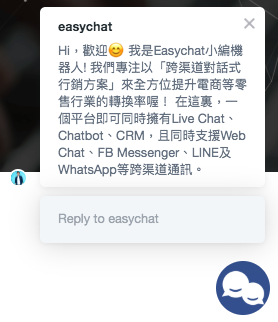 easychat
Hi，歡迎😊 我是Easychat小編機
器人! 我們專注以「跨渠道對話式
行銷方案」來全方位提升電商等零
售行業的轉換率喔！ 在這裏，一
個平台即可同時擁有Live Chat、
Chatbot、CRM，且同時支援Web
Chat、FB Messenger、LINE及
WhatsApp等跨渠道通訊。
Reply to easychat